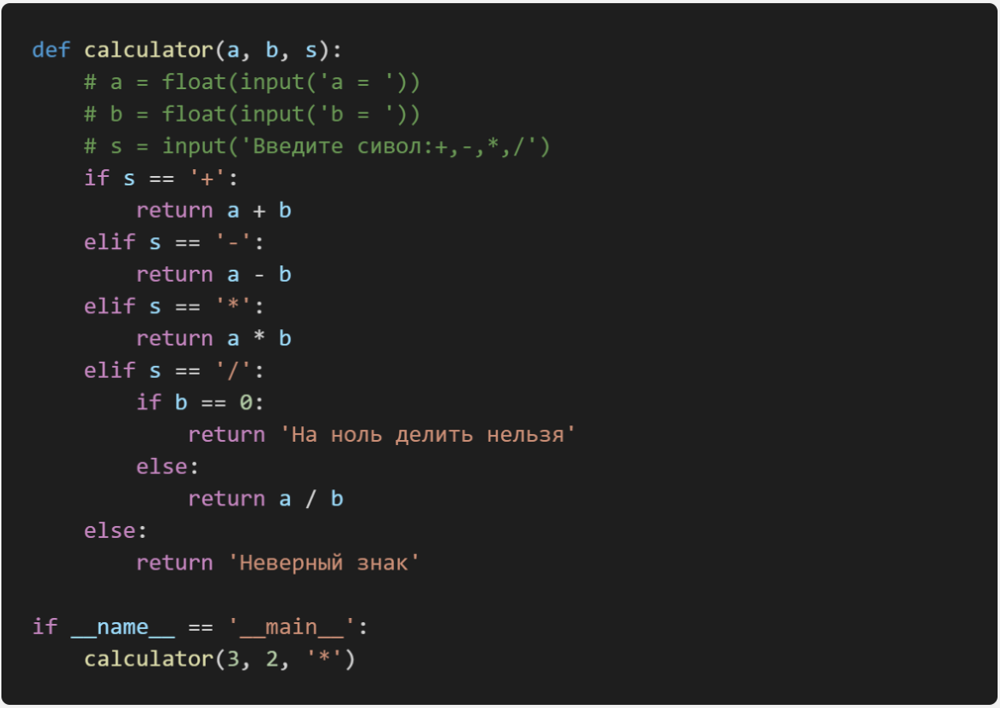 def calculator(a, b, s):
    # a = float(input('a = '))
    # b = float(input('b = '))
    # s = input('Введите сивол:+,-,*,/')
    if s == '+':
        return a + b
    elif s == '-':
        return a - b
    elif s == '*':
        return a * b
    elif s == '/':
        if b == 0:
            return 'На ноль делить нельзя'
        else:
            return a / b
    else:
        return 'Неверный знак'

if __name__ == '__main__':
    calculator(3, 2, '*')